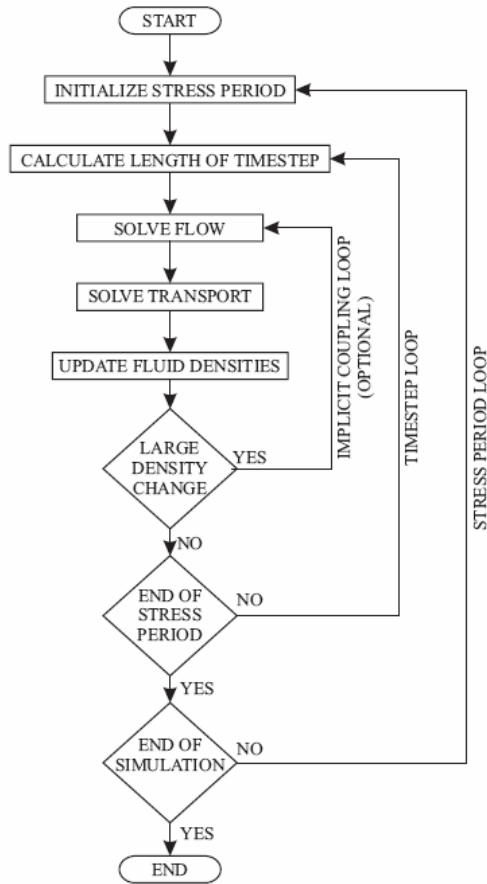 START
INITIALIZE STRESS PERIOD
CALCULATE LENGTH OF TIMESTEP
SOLVE FLOW
SOLVE TRANSPORT
UPDATE FLUID DENSITIES
LARGE
DENSITY
CHANGE
YES
IMPLICIT COUPLING LOOP
(OPTIONAL)
TIMESTEP LOOP
STRESS PERIOD LOOP
NO
END OF
STRESS
PERIOD
NO
YES
END OF
SIMULATION
NO
YES
END